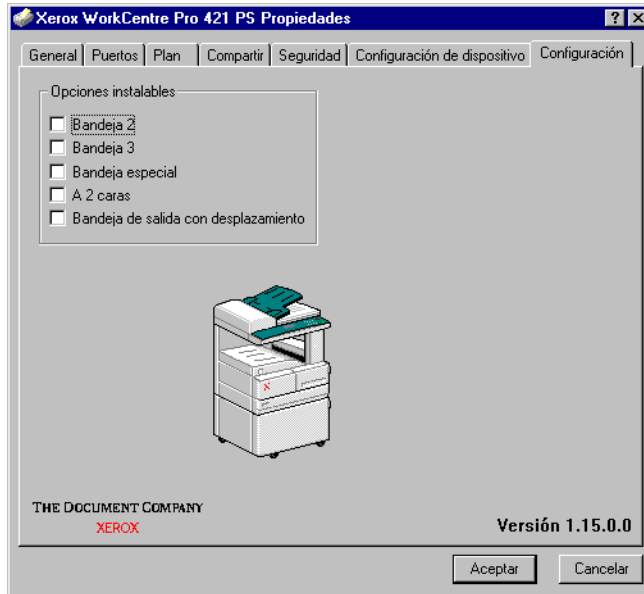 Xerox WorkCentre Pro 421 PS Propiedades
General Puertos Plan Compartir Seguridad Configuración de dispositivo Configuración
Opciones instalables
Bandeja 2
Bandeja 3
Bandeja especial
A 2 caras
Bandeja de salida con desplazamiento
THE DOCUMENT COMPANY
XEROX
Versión 1.15.0.0
Aceptar Cancelar